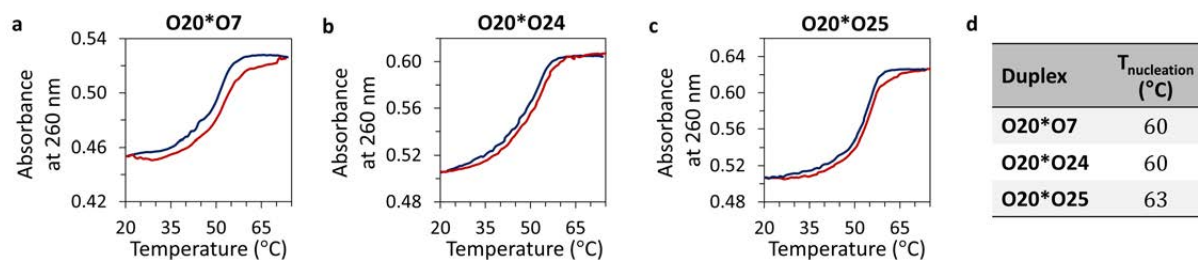 a
O20*O7
Absorbance
at 260 nm
0.54
0.50
0.46
0.42
20 35 50 65
Temperature (°C)
b
O20*O24
Absorbance
at 260 nm
0.60
0.56
0.52
0.48
20 35 50 65
Temperature (°C)
c
O20*O25
Absorbance
at 260 nm
0.64
0.60
0.56
0.52
0.48
20 35 50 65
Temperature (°C)
d
Duplex Tnucleation (°C)
O20*O7 60
O20*O24 60
O20*O25 63